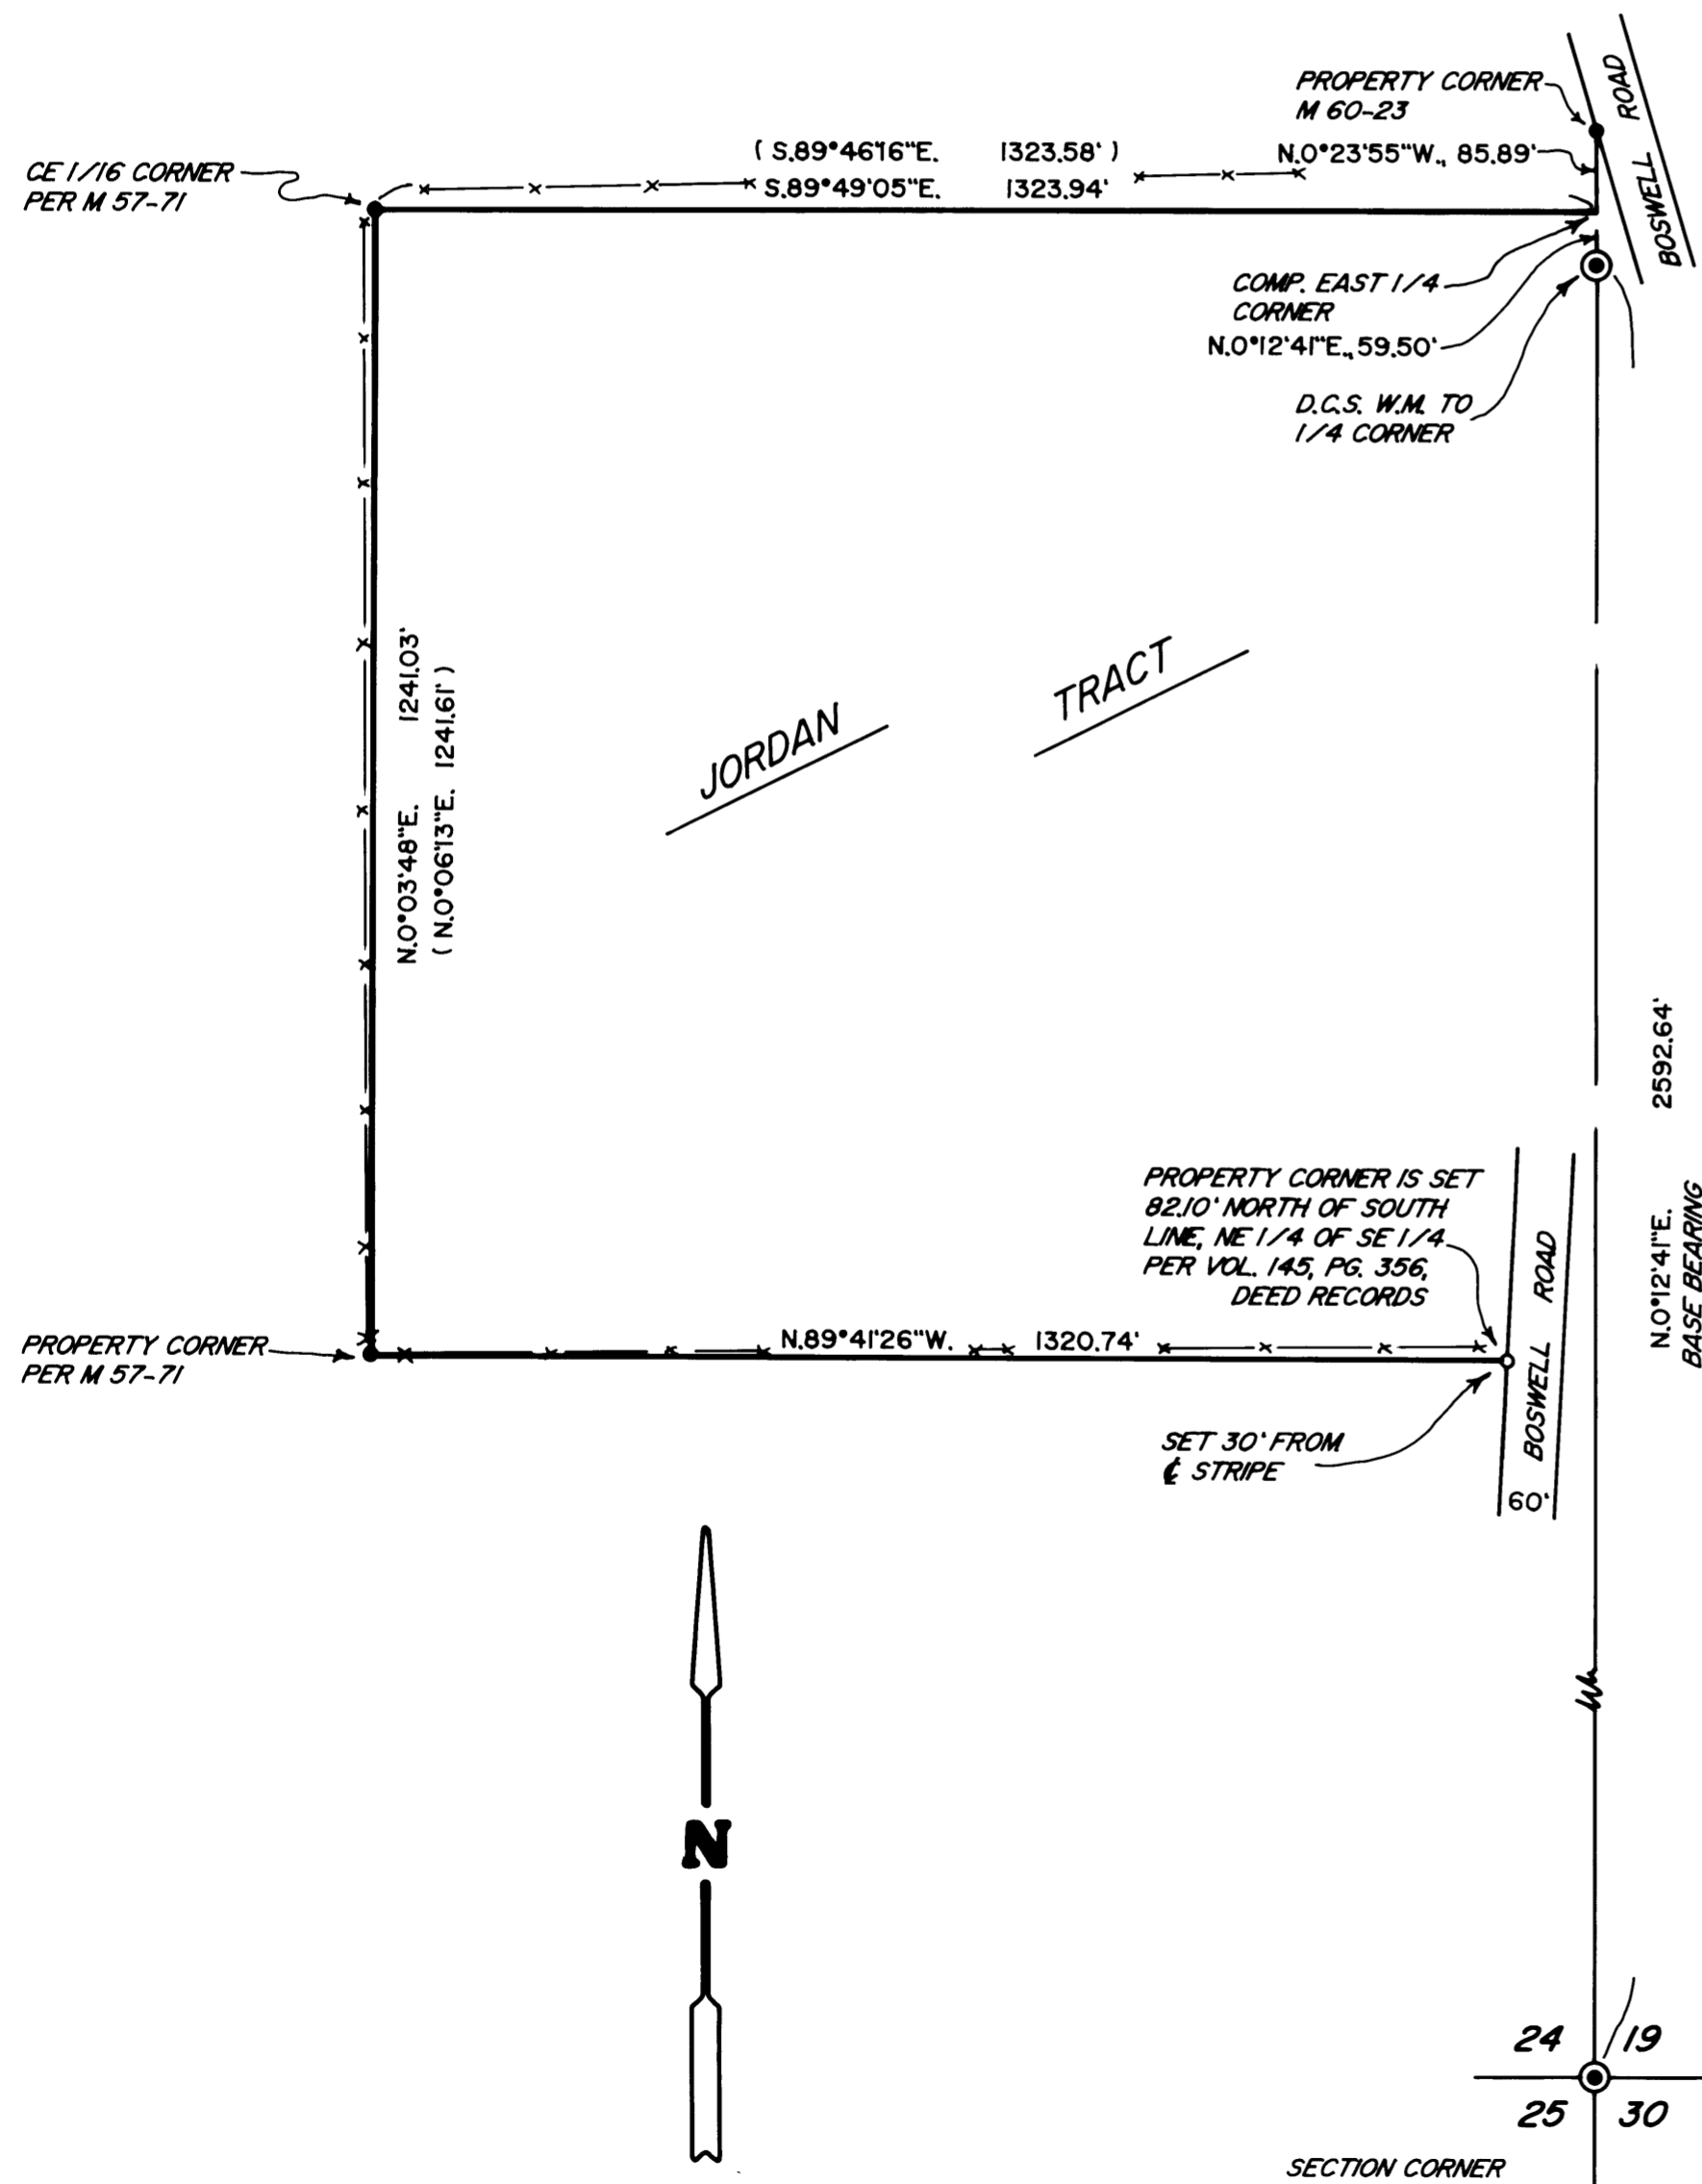 PROPERTY CORNER
M 60-23
ROAD
BOSWELL
( S.89°46'16"E. 1323.58' )
S.89°49'05"E. 1323.94'
N.0°23'55"W., 85.89'
CE 1/16 CORNER
PER M 57-71
COMP. EAST 1/4
CORNER
N.0°12'41"E., 59.50'
D.C.S. W.M. TO
1/4 CORNER
N.0°03'48"E. 1241.03'
( N.0°06'13"E. 1241.61' )
JORDAN TRACT
N.0°12'41"E. 2592.64'
BASE BEARING
PROPERTY CORNER IS SET
82.10' NORTH OF SOUTH
LINE, NE 1/4 OF SE 1/4
PER VOL. 145, PG. 356,
DEED RECORDS
BOSWELL ROAD
60'
PROPERTY CORNER
PER M 57-71
N.89°41'26"W. 1320.74'
SET 30' FROM
℄ STRIPE
N
24 19
25 30
SECTION CORNER